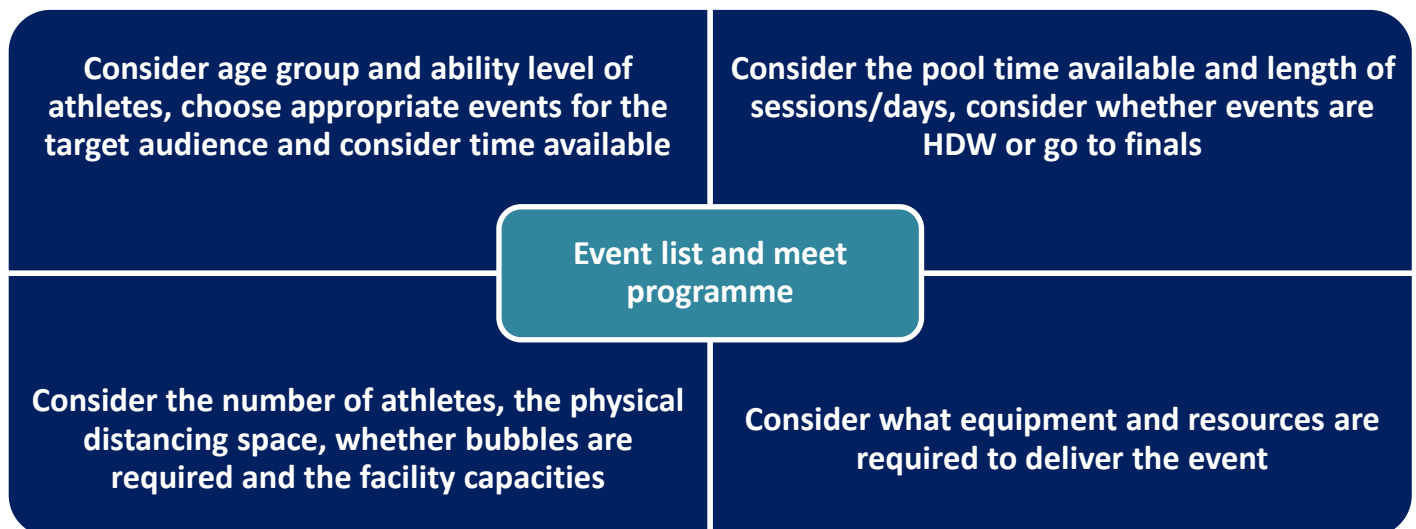 Consider age group and ability level of
athletes, choose appropriate events for the
target audience and consider time available
Consider the pool time available and length of
sessions/days, consider whether events are
HDW or go to finals
Event list and meet
programme
Consider the number of athletes, the physical
distancing space, whether bubbles are
required and the facility capacities
Consider what equipment and resources are
required to deliver the event